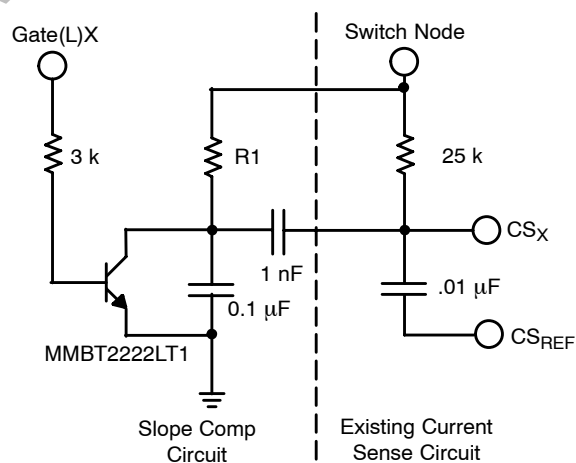 Gate(L)X
Switch Node
3 k
R1
25 k
CSX
1 nF
0.1 μF
.01 μF
CSREF
MMBT2222LT1
Slope Comp
Circuit
Existing Current
Sense Circuit